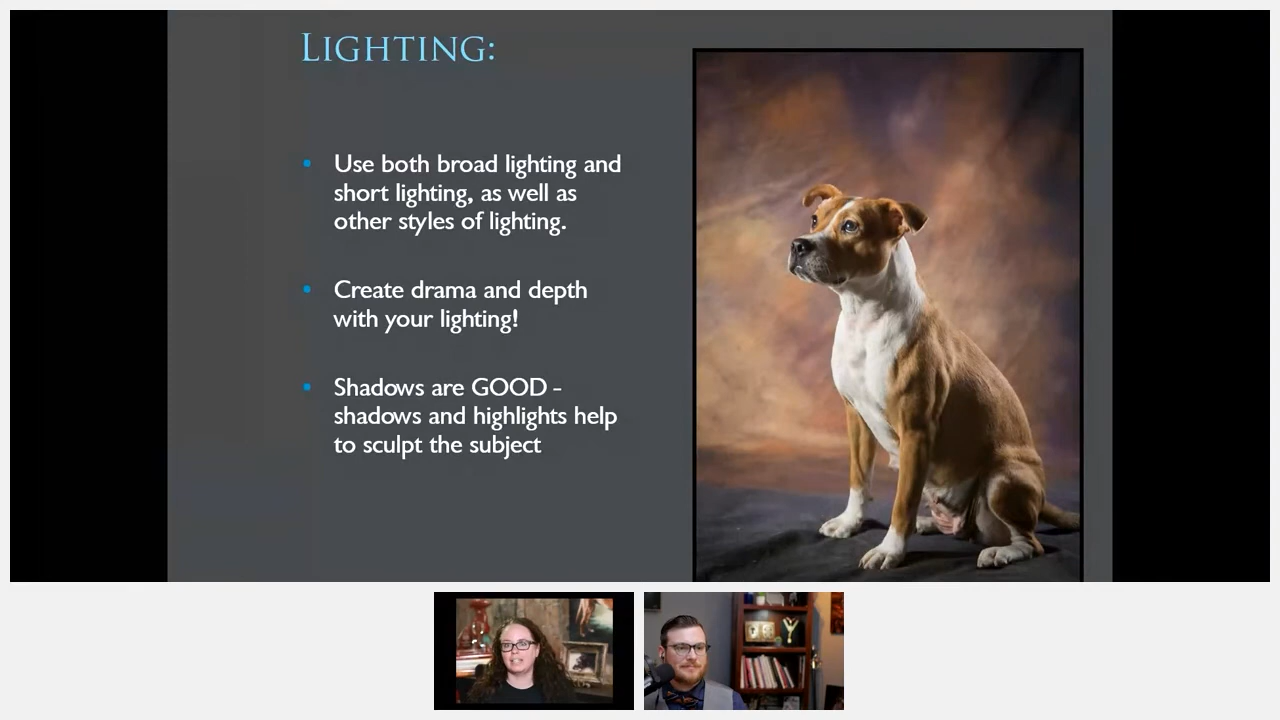 LIGHTING:
• Use both broad lighting and
short lighting, as well as
other styles of lighting.
• Create drama and depth
with your lighting!
• Shadows are GOOD -
shadows and highlights help
to sculpt the subject